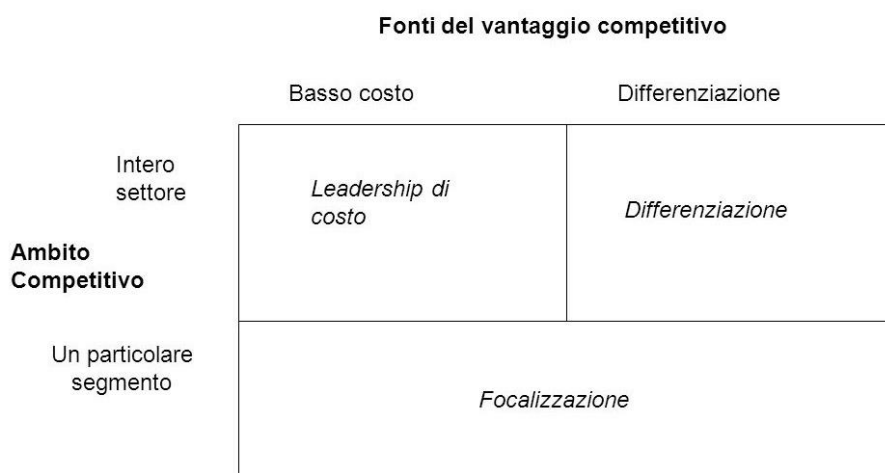 Fonti del vantaggio competitivo
Basso costo
Differenziazione
Intero
settore
Leadership di
costo
Differenziazione
Ambito
Competitivo
Un particolare
segmento
Focalizzazione